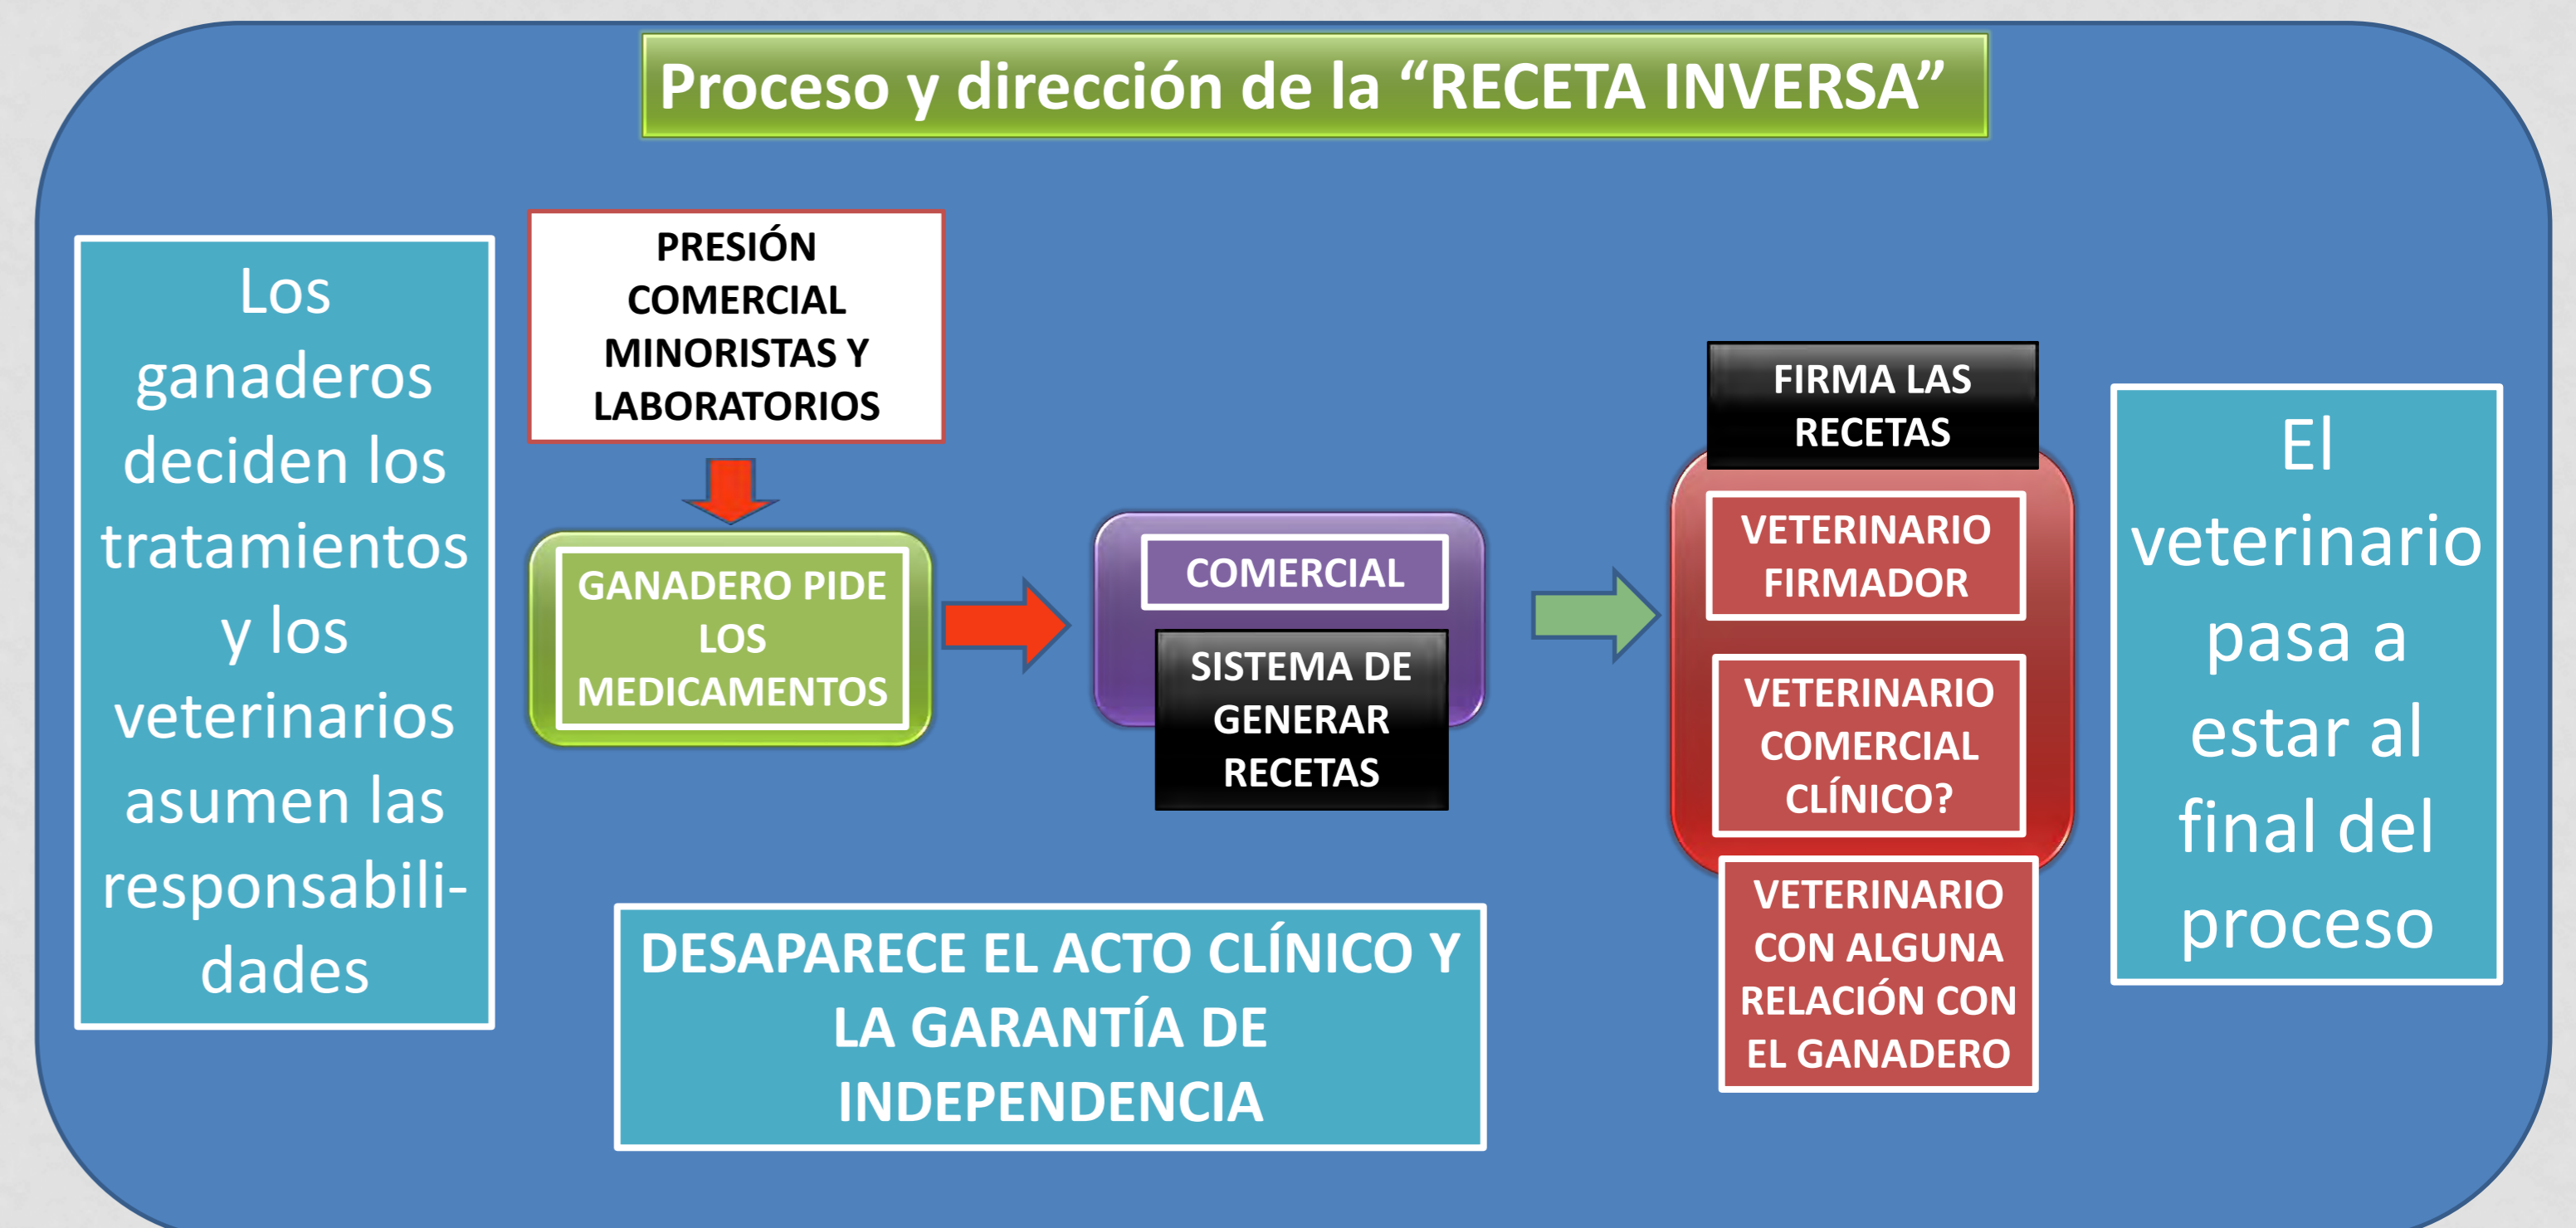 Proceso y dirección de la “RECETA INVERSA”
Los
ganaderos
deciden los
tratamientos
y los
veterinarios
asumen las
responsabili-
dades
PRESIÓN
COMERCIAL
MINORISTAS Y
LABORATORIOS
GANADERO PIDE
LOS
MEDICAMENTOS
COMERCIAL
SISTEMA DE
GENERAR
RECETAS
FIRMA LAS
RECETAS
VETERINARIO
FIRMADOR
VETERINARIO
COMERCIAL
CLÍNICO?
VETERINARIO
CON ALGUNA
RELACIÓN CON
EL GANADERO
El
veterinario
pasa a
estar al
final del
proceso
DESAPARECE EL ACTO CLÍNICO Y
LA GARANTÍA DE
INDEPENDENCIA